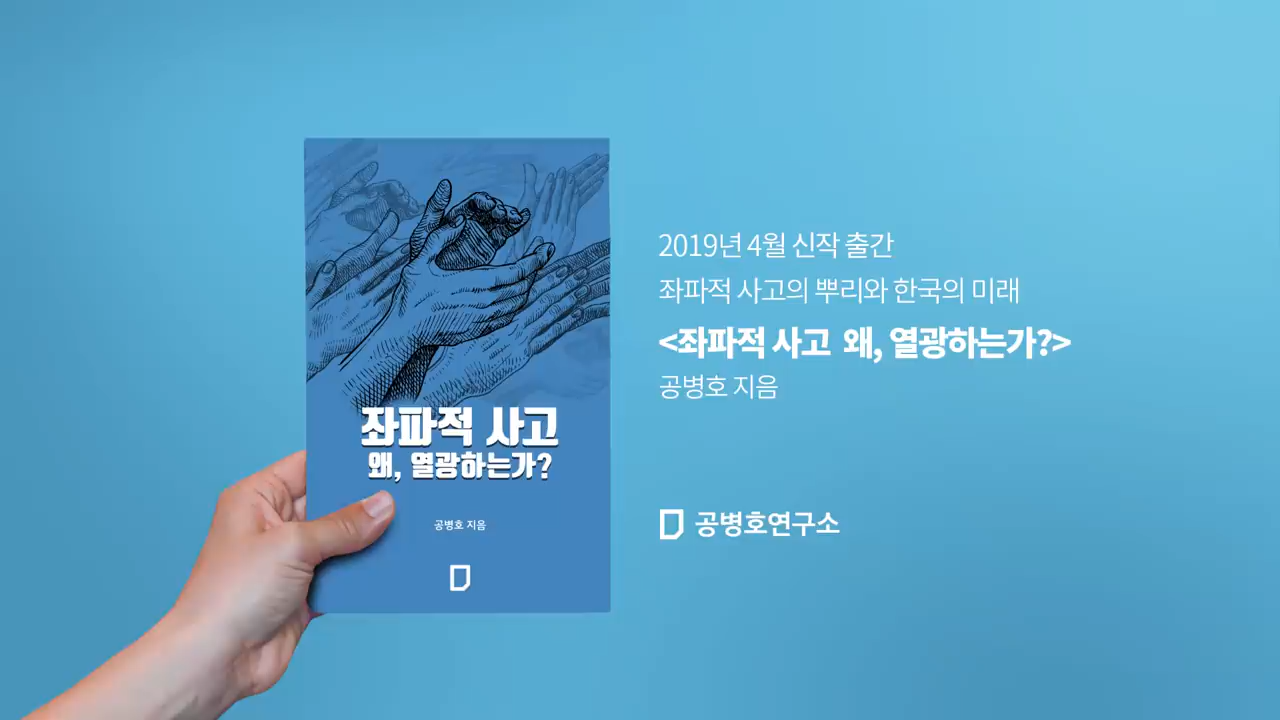 좌파적 사고
왜, 열광하는가?
공병호 지음
2019년 4월 신작 출간
좌파적 사고의 뿌리와 한국의 미래
<좌파적 사고 왜, 열광하는가?>
공병호 지음
공병호연구소